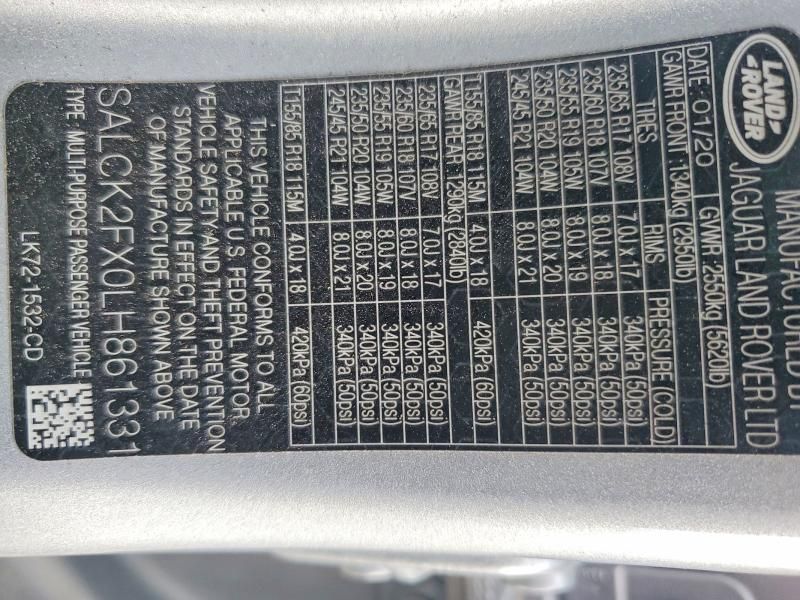 MANUFACTURED BY
LAND
ROVER
JAGUAR LAND ROVER LTD
DATE: 01/20 GVWR: 2550kg (5620lb)
GAWR FRONT: 1340kg (2960lb)
TIRES RIMS PRESSURE (COLD)
235/65 R17 108V 7.0J x 17 340kPa (50psi)
235/60 R18 107V 8.0J x 18 340kPa (50psi)
235/55 R19 105V 8.0J x 19 340kPa (50psi)
235/50 R20 104W 8.0J x 20 340kPa (50psi)
245/45 R21 104W 8.0J x 21 340kPa (50psi)
T155/85 R18 115M 4.0J x 18 420kPa (60psi)
GAWR REAR: 1290kg (2840lb)
235/65 R17 108V 7.0J x 17 340kPa (50psi)
235/60 R18 107V 8.0J x 18 340kPa (50psi)
235/55 R19 105V 8.0J x 19 340kPa (50psi)
235/50 R20 104W 8.0J x 20 340kPa (50psi)
245/45 R21 104W 8.0J x 21 340kPa (50psi)
T155/85 R18 115M 4.0J x 18 420kPa (60psi)
THIS VEHICLE CONFORMS TO ALL
APPLICABLE U.S. FEDERAL MOTOR
VEHICLE SAFETY AND THEFT PREVENTION
STANDARDS IN EFFECT ON THE DATE
OF MANUFACTURE SHOWN ABOVE
SALCK2FX0LH861331
TYPE: MULTI-PURPOSE PASSENGER VEHICLE
LK72-1532-CD